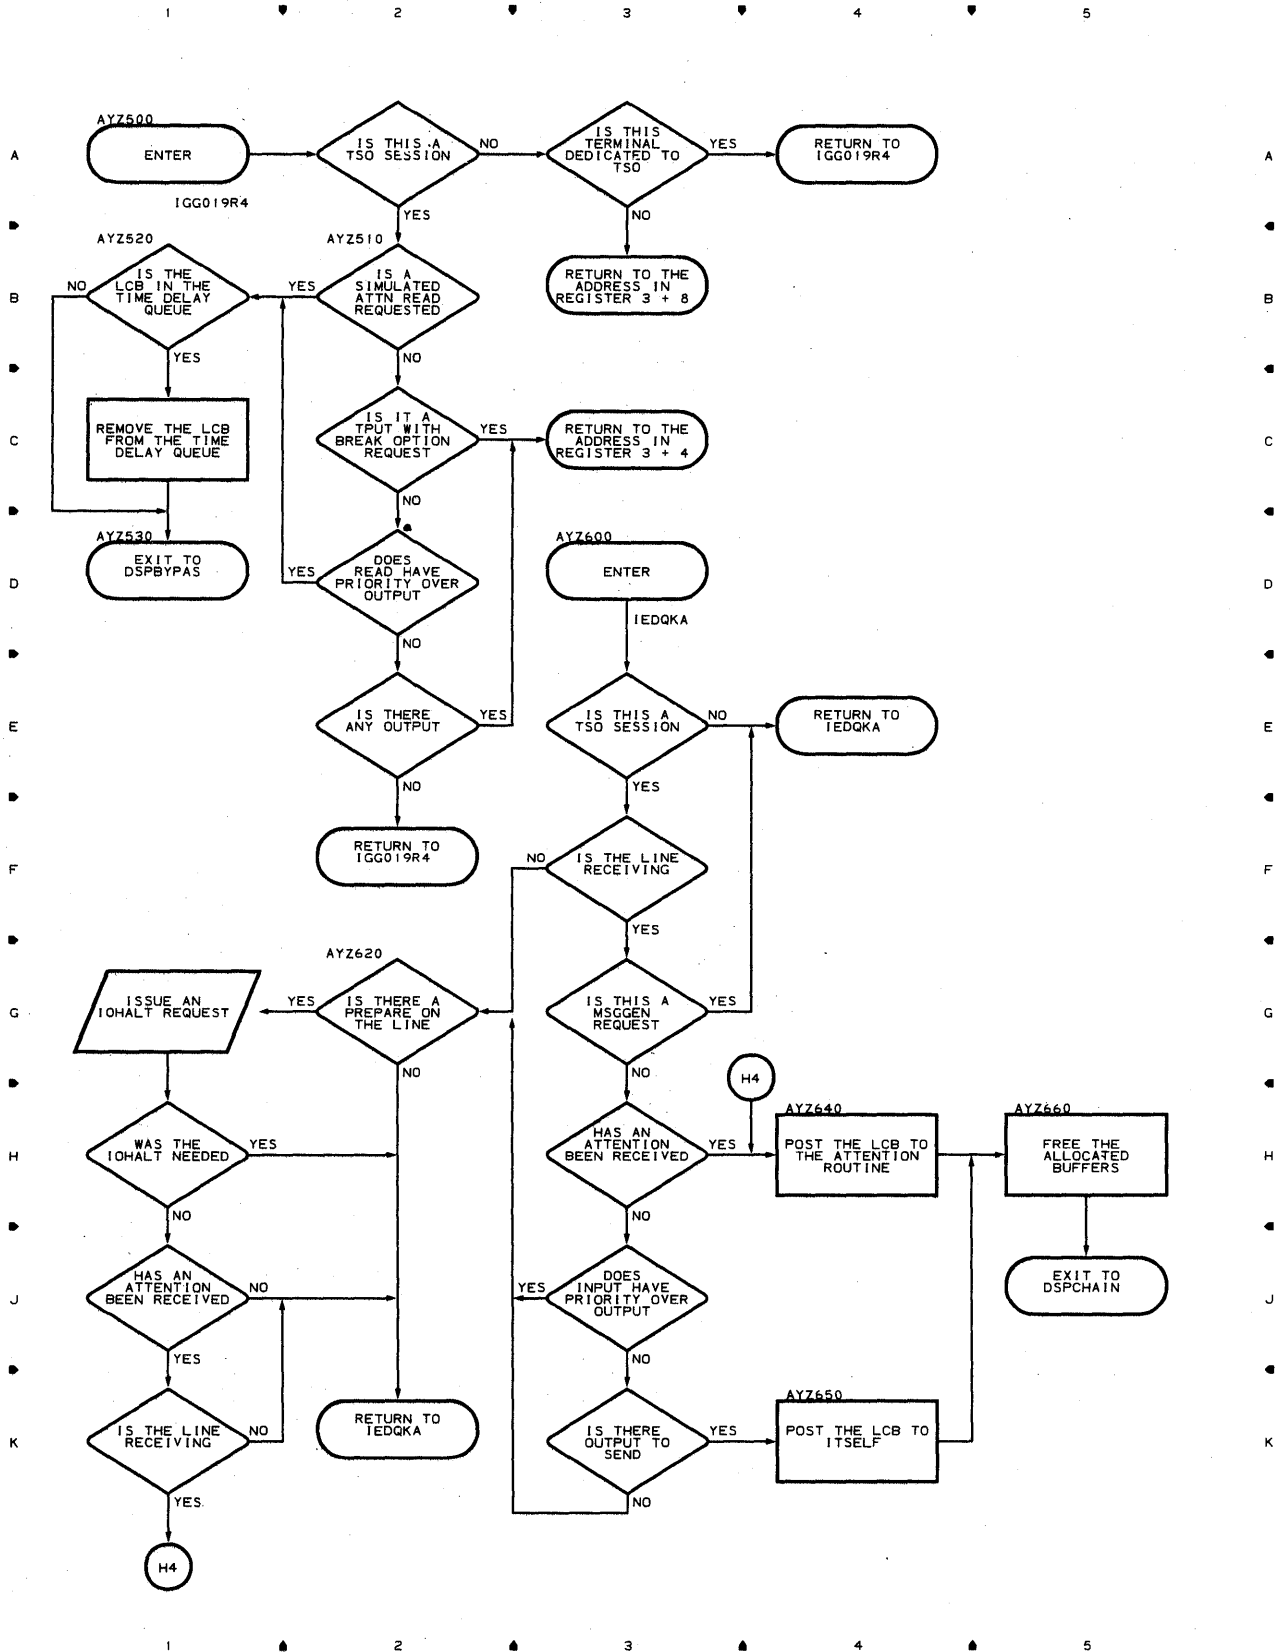 1 2 3 4 5
AYZ500
ENTER
IGG019R4
IS THIS A
TSO SESSION
NO
YES
IS THIS
TERMINAL
DEDICATED TO
TSO
YES
NO
RETURN TO
IGG019R4
A
A
AYZ520
IS THE
LCB IN THE
TIME DELAY
QUEUE
NO
YES
AYZ510
IS A
SIMULATED
ATTN READ
REQUESTED
YES
NO
RETURN TO THE
ADDRESS IN
REGISTER 3 + 8
B
B
REMOVE THE LCB
FROM THE TIME
DELAY QUEUE
IS IT A
TPUT WITH
BREAK OPTION
REQUEST
YES
NO
RETURN TO THE
ADDRESS IN
REGISTER 3 + 4
C
C
AYZ530
EXIT TO
DSPBYPAS
DOES
READ HAVE
PRIORITY OVER
OUTPUT
YES
NO
AYZ600
ENTER
IEDQKA
D
D
IS THERE
ANY OUTPUT
YES
NO
IS THIS A
TSO SESSION
NO
YES
RETURN TO
IEDQKA
E
E
RETURN TO
IGG019R4
IS THE LINE
RECEIVING
NO
YES
F
F
ISSUE AN
IOHALT REQUEST
AYZ620
IS THERE A
PREPARE ON
THE LINE
YES
NO
IS THIS A
MSGGEN
REQUEST
YES
NO
G
G
H4
WAS THE
IOHALT NEEDED
YES
NO
HAS AN
ATTENTION
BEEN RECEIVED
YES
NO
AYZ640
POST THE LCB TO
THE ATTENTION
ROUTINE
AYZ660
FREE THE
ALLOCATED
BUFFERS
H
H
HAS AN
ATTENTION
BEEN RECEIVED
NO
YES
DOES
INPUT HAVE
PRIORITY OVER
OUTPUT
YES
NO
EXIT TO
DSPCHAIN
J
J
IS THE LINE
RECEIVING
NO
YES
RETURN TO
IEDQKA
IS THERE
OUTPUT TO
SEND
YES
NO
AYZ650
POST THE LCB TO
ITSELF
K
K
H4
1 2 3 4 5